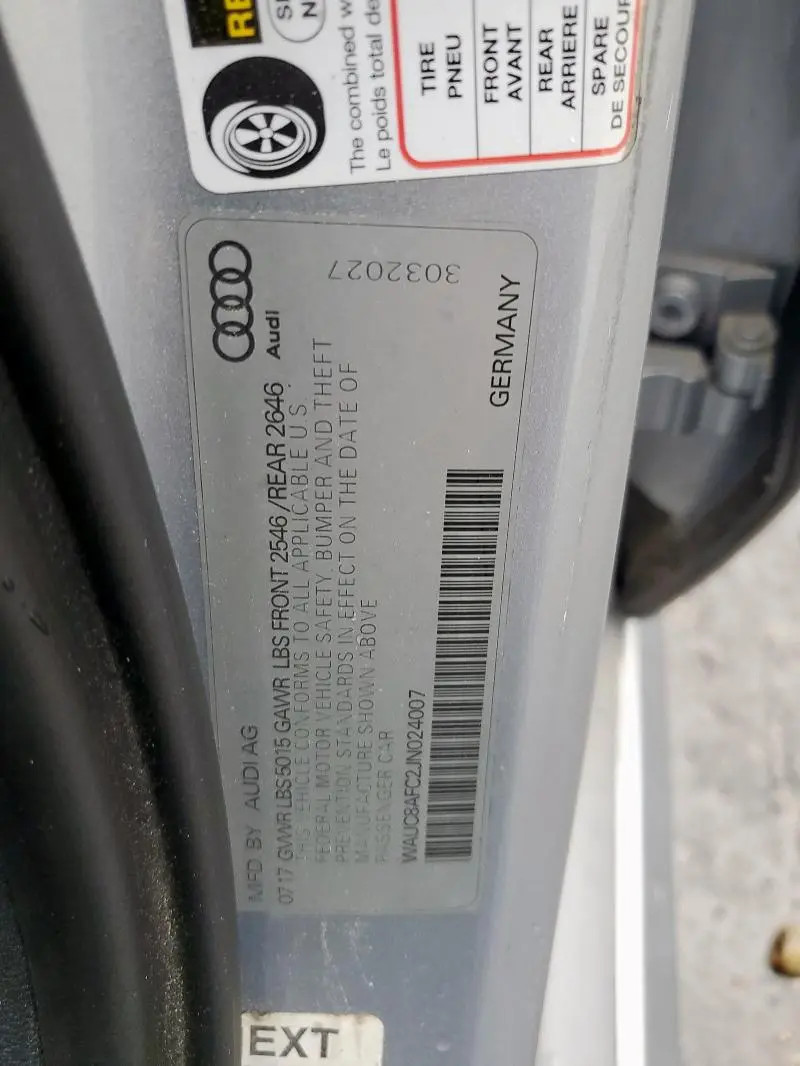 The combined w
Le poids total de
TIRE
PNEU
FRONT
AVANT
REAR
ARRIERE
SPARE
DE SECOUR
Audi
3032027
MFD BY AUDI AG
07 17 GVWR LBS 5015 GAWR LBS FRONT 2546/REAR 2646
THIS VEHICLE CONFORMS TO ALL APPLICABLE U S.
FEDERAL MOTOR VEHICLE SAFETY, BUMPER AND THEFT
PREVENTION STANDARDS IN EFFECT ON THE DATE OF
MANUFACTURE SHOWN ABOVE
PASSENGER CAR
WAUC8AFC2JN024007
GERMANY
EXT